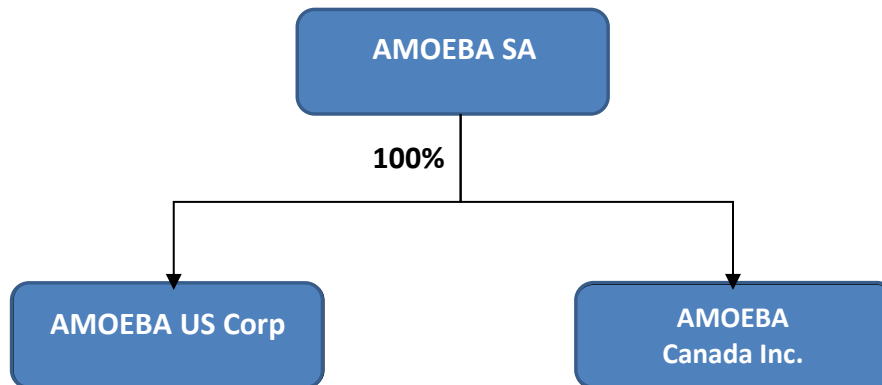 AMOEBA SA
100%
AMOEBA US Corp
AMOEBA
Canada Inc.